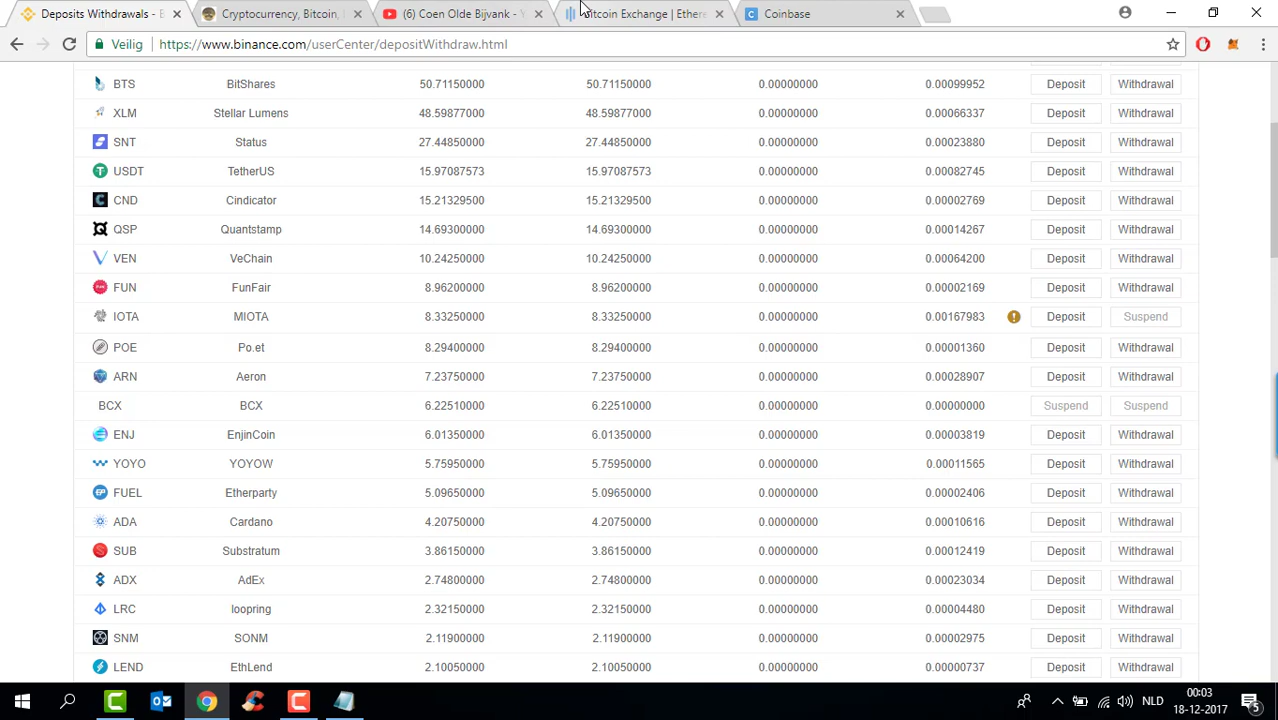 Deposits Withdrawals -
Cryptocurrency, Bitcoin,
(6) Coen Olde Bijvank -
Bitcoin Exchange | Ethere
Coinbase
Veilig
https://www.binance.com/userCenter/depositWithdraw.html
BTS BitShares 50.71150000 50.71150000 0.00000000 0.00099952 Deposit Withdrawal
XLM Stellar Lumens 48.59877000 48.59877000 0.00000000 0.00066337 Deposit Withdrawal
SNT Status 27.44850000 27.44850000 0.00000000 0.00023880 Deposit Withdrawal
USDT TetherUS 15.97087573 15.97087573 0.00000000 0.00082745 Deposit Withdrawal
CND Cindicator 15.21329500 15.21329500 0.00000000 0.00002769 Deposit Withdrawal
QSP Quantstamp 14.69300000 14.69300000 0.00000000 0.00014267 Deposit Withdrawal
VEN VeChain 10.24250000 10.24250000 0.00000000 0.00064200 Deposit Withdrawal
FUN FunFair 8.96200000 8.96200000 0.00000000 0.00002169 Deposit Withdrawal
IOTA MIOTA 8.33250000 8.33250000 0.00000000 0.00167983 Deposit Suspend
POE Po.et 8.29400000 8.29400000 0.00000000 0.00001360 Deposit Withdrawal
ARN Aeron 7.23750000 7.23750000 0.00000000 0.00028907 Deposit Withdrawal
BCX BCX 6.22510000 6.22510000 0.00000000 0.00000000 Suspend Suspend
ENJ EnjinCoin 6.01350000 6.01350000 0.00000000 0.00003819 Deposit Withdrawal
YOYO YOYOW 5.75950000 5.75950000 0.00000000 0.00011565 Deposit Withdrawal
FUEL Etherparty 5.09650000 5.09650000 0.00000000 0.00002406 Deposit Withdrawal
ADA Cardano 4.20750000 4.20750000 0.00000000 0.00010616 Deposit Withdrawal
SUB Substratum 3.86150000 3.86150000 0.00000000 0.00012419 Deposit Withdrawal
ADX AdEx 2.74800000 2.74800000 0.00000000 0.00023034 Deposit Withdrawal
LRC loopring 2.32150000 2.32150000 0.00000000 0.00004480 Deposit Withdrawal
SNM SONM 2.11900000 2.11900000 0.00000000 0.00002975 Deposit Withdrawal
LEND EthLend 2.10050000 2.10050000 0.00000000 0.00000737 Deposit Withdrawal
NLD
00:03
18-12-2017
5